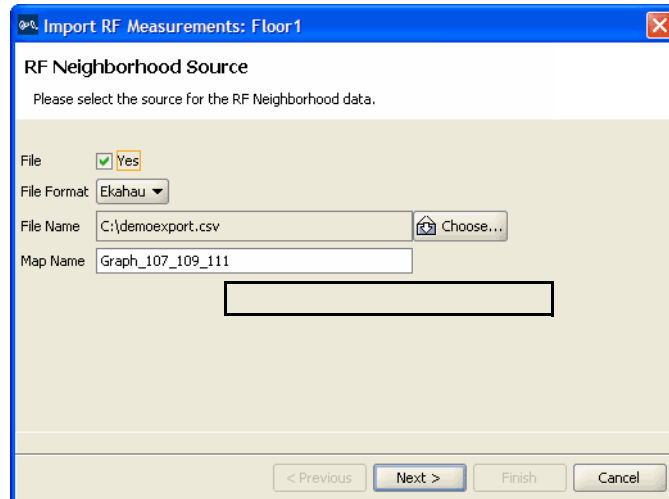 Import RF Measurements: Floor1
RF Neighborhood Source
Please select the source for the RF Neighborhood data.
File Yes
File Format Ekahau
File Name C:\demoexport.csv Choose...
Map Name Graph_107_109_111
< Previous Next > Finish Cancel